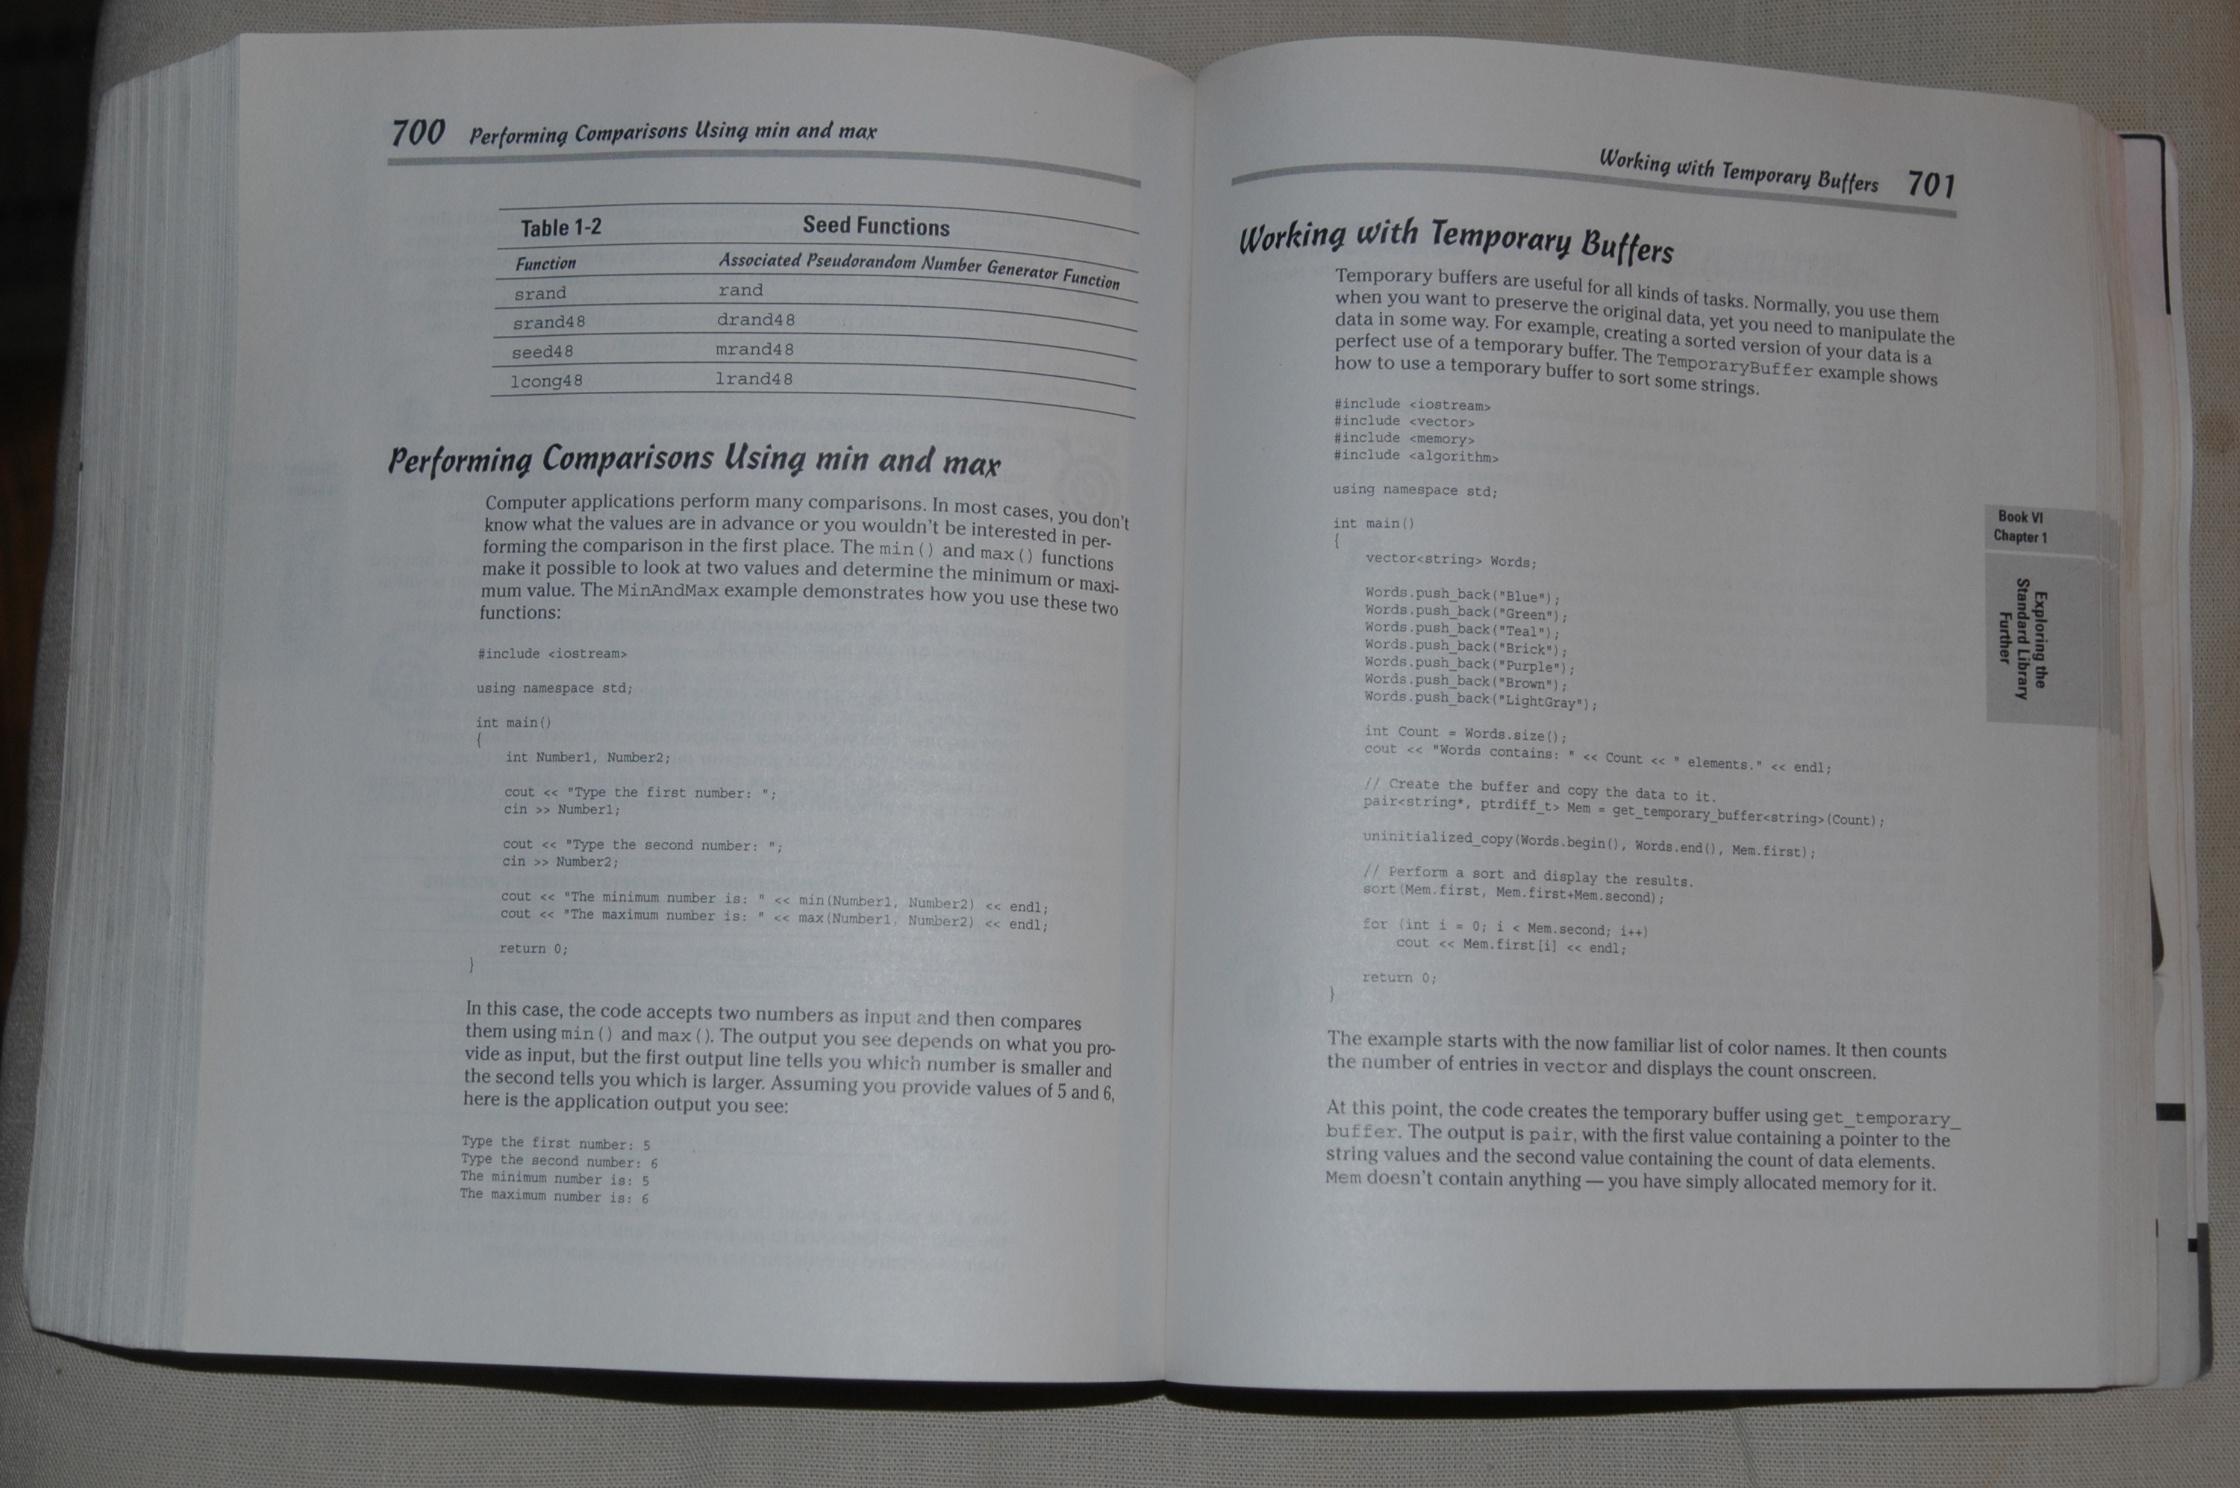 700 Performing Comparisons Using min and max
Table 1-2 Seed Functions
Function Associated Pseudorandom Number Generator Function
srand rand
srand48 drand48
seed48 mrand48
lcong48 lrand48
Performing Comparisons Using min and max
Computer applications perform many comparisons. In most cases, you don't
know what the values are in advance or you wouldn't be interested in per-
forming the comparison in the first place. The min() and max() functions
make it possible to look at two values and determine the minimum or maxi-
mum value. The MinAndMax example demonstrates how you use these two
functions:
#include <iostream>
using namespace std;
int main()
{
int Number1, Number2;
cout << "Type the first number: ";
cin >> Number1;
cout << "Type the second number: ";
cin >> Number2;
cout << "The minimum number is: " << min(Number1, Number2) << endl;
cout << "The maximum number is: " << max(Number1, Number2) << endl;
return 0;
}
In this case, the code accepts two numbers as input and then compares
them using min() and max(). The output you see depends on what you pro-
vide as input, but the first output line tells you which number is smaller and
the second tells you which is larger. Assuming you provide values of 5 and 6,
here is the application output you see:
Type the first number: 5
Type the second number: 6
The minimum number is: 5
The maximum number is: 6
Working with Temporary Buffers 701
Working with Temporary Buffers
Temporary buffers are useful for all kinds of tasks. Normally, you use them
when you want to preserve the original data, yet you need to manipulate the
data in some way. For example, creating a sorted version of your data is a
perfect use of a temporary buffer. The TemporaryBuffer example shows
how to use a temporary buffer to sort some strings.
#include <iostream>
#include <vector>
#include <memory>
#include <algorithm>
using namespace std;
int main()
{
vector<string> Words;
Words.push_back("Blue");
Words.push_back("Green");
Words.push_back("Teal");
Words.push_back("Brick");
Words.push_back("Purple");
Words.push_back("Brown");
Words.push_back("LightGray");
int Count = Words.size();
cout << "Words contains: " << Count << " elements." << endl;
// Create the buffer and copy the data to it.
pair<string*, ptrdiff_t> Mem = get_temporary_buffer<string>(Count);
uninitialized_copy(Words.begin(), Words.end(), Mem.first);
// Perform a sort and display the results.
sort(Mem.first, Mem.first+Mem.second);
for (int i = 0; i < Mem.second; i++)
cout << Mem.first[i] << endl;
return 0;
}
The example starts with the now familiar list of color names. It then counts
the number of entries in vector and displays the count onscreen.
At this point, the code creates the temporary buffer using get_temporary_
buffer. The output is pair, with the first value containing a pointer to the
string values and the second value containing the count of data elements.
Mem doesn't contain anything — you have simply allocated memory for it.
Book VI
Chapter 1
Exploring the
Standard Library
Further